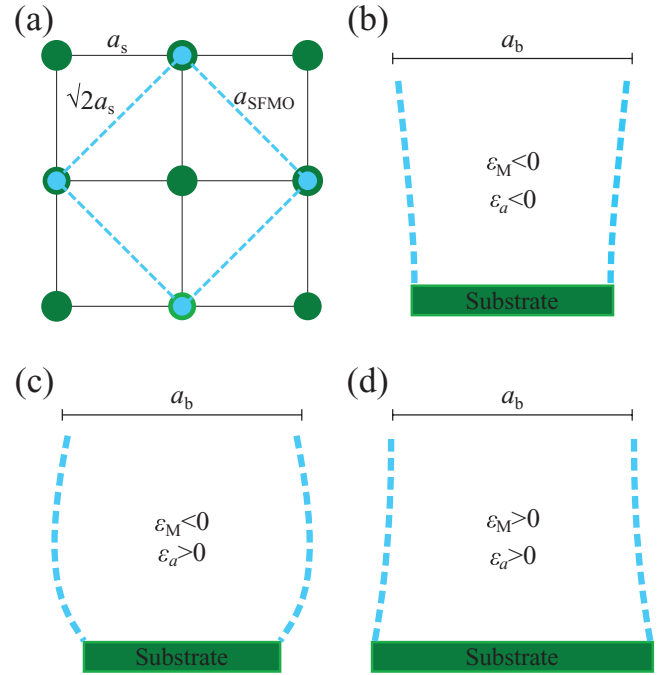 (a)
a_s
√2a_s
a_SFMO
(b)
a_b
ε_M<0
ε_a<0
Substrate
(c)
a_b
ε_M<0
ε_a>0
Substrate
(d)
a_b
ε_M>0
ε_a>0
Substrate